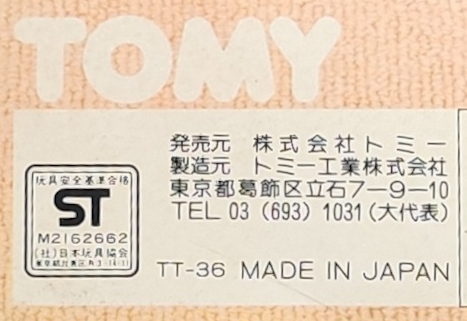 TOMY
発売元 株式会社トミー
製造元 トミー工業株式会社
東京都葛飾区立石7-9-10
TEL 03 (693) 1031 (大代表)
玩具安全基準合格
ST
M2162662
(社)日本玩具協会
TT-36 MADE IN JAPAN